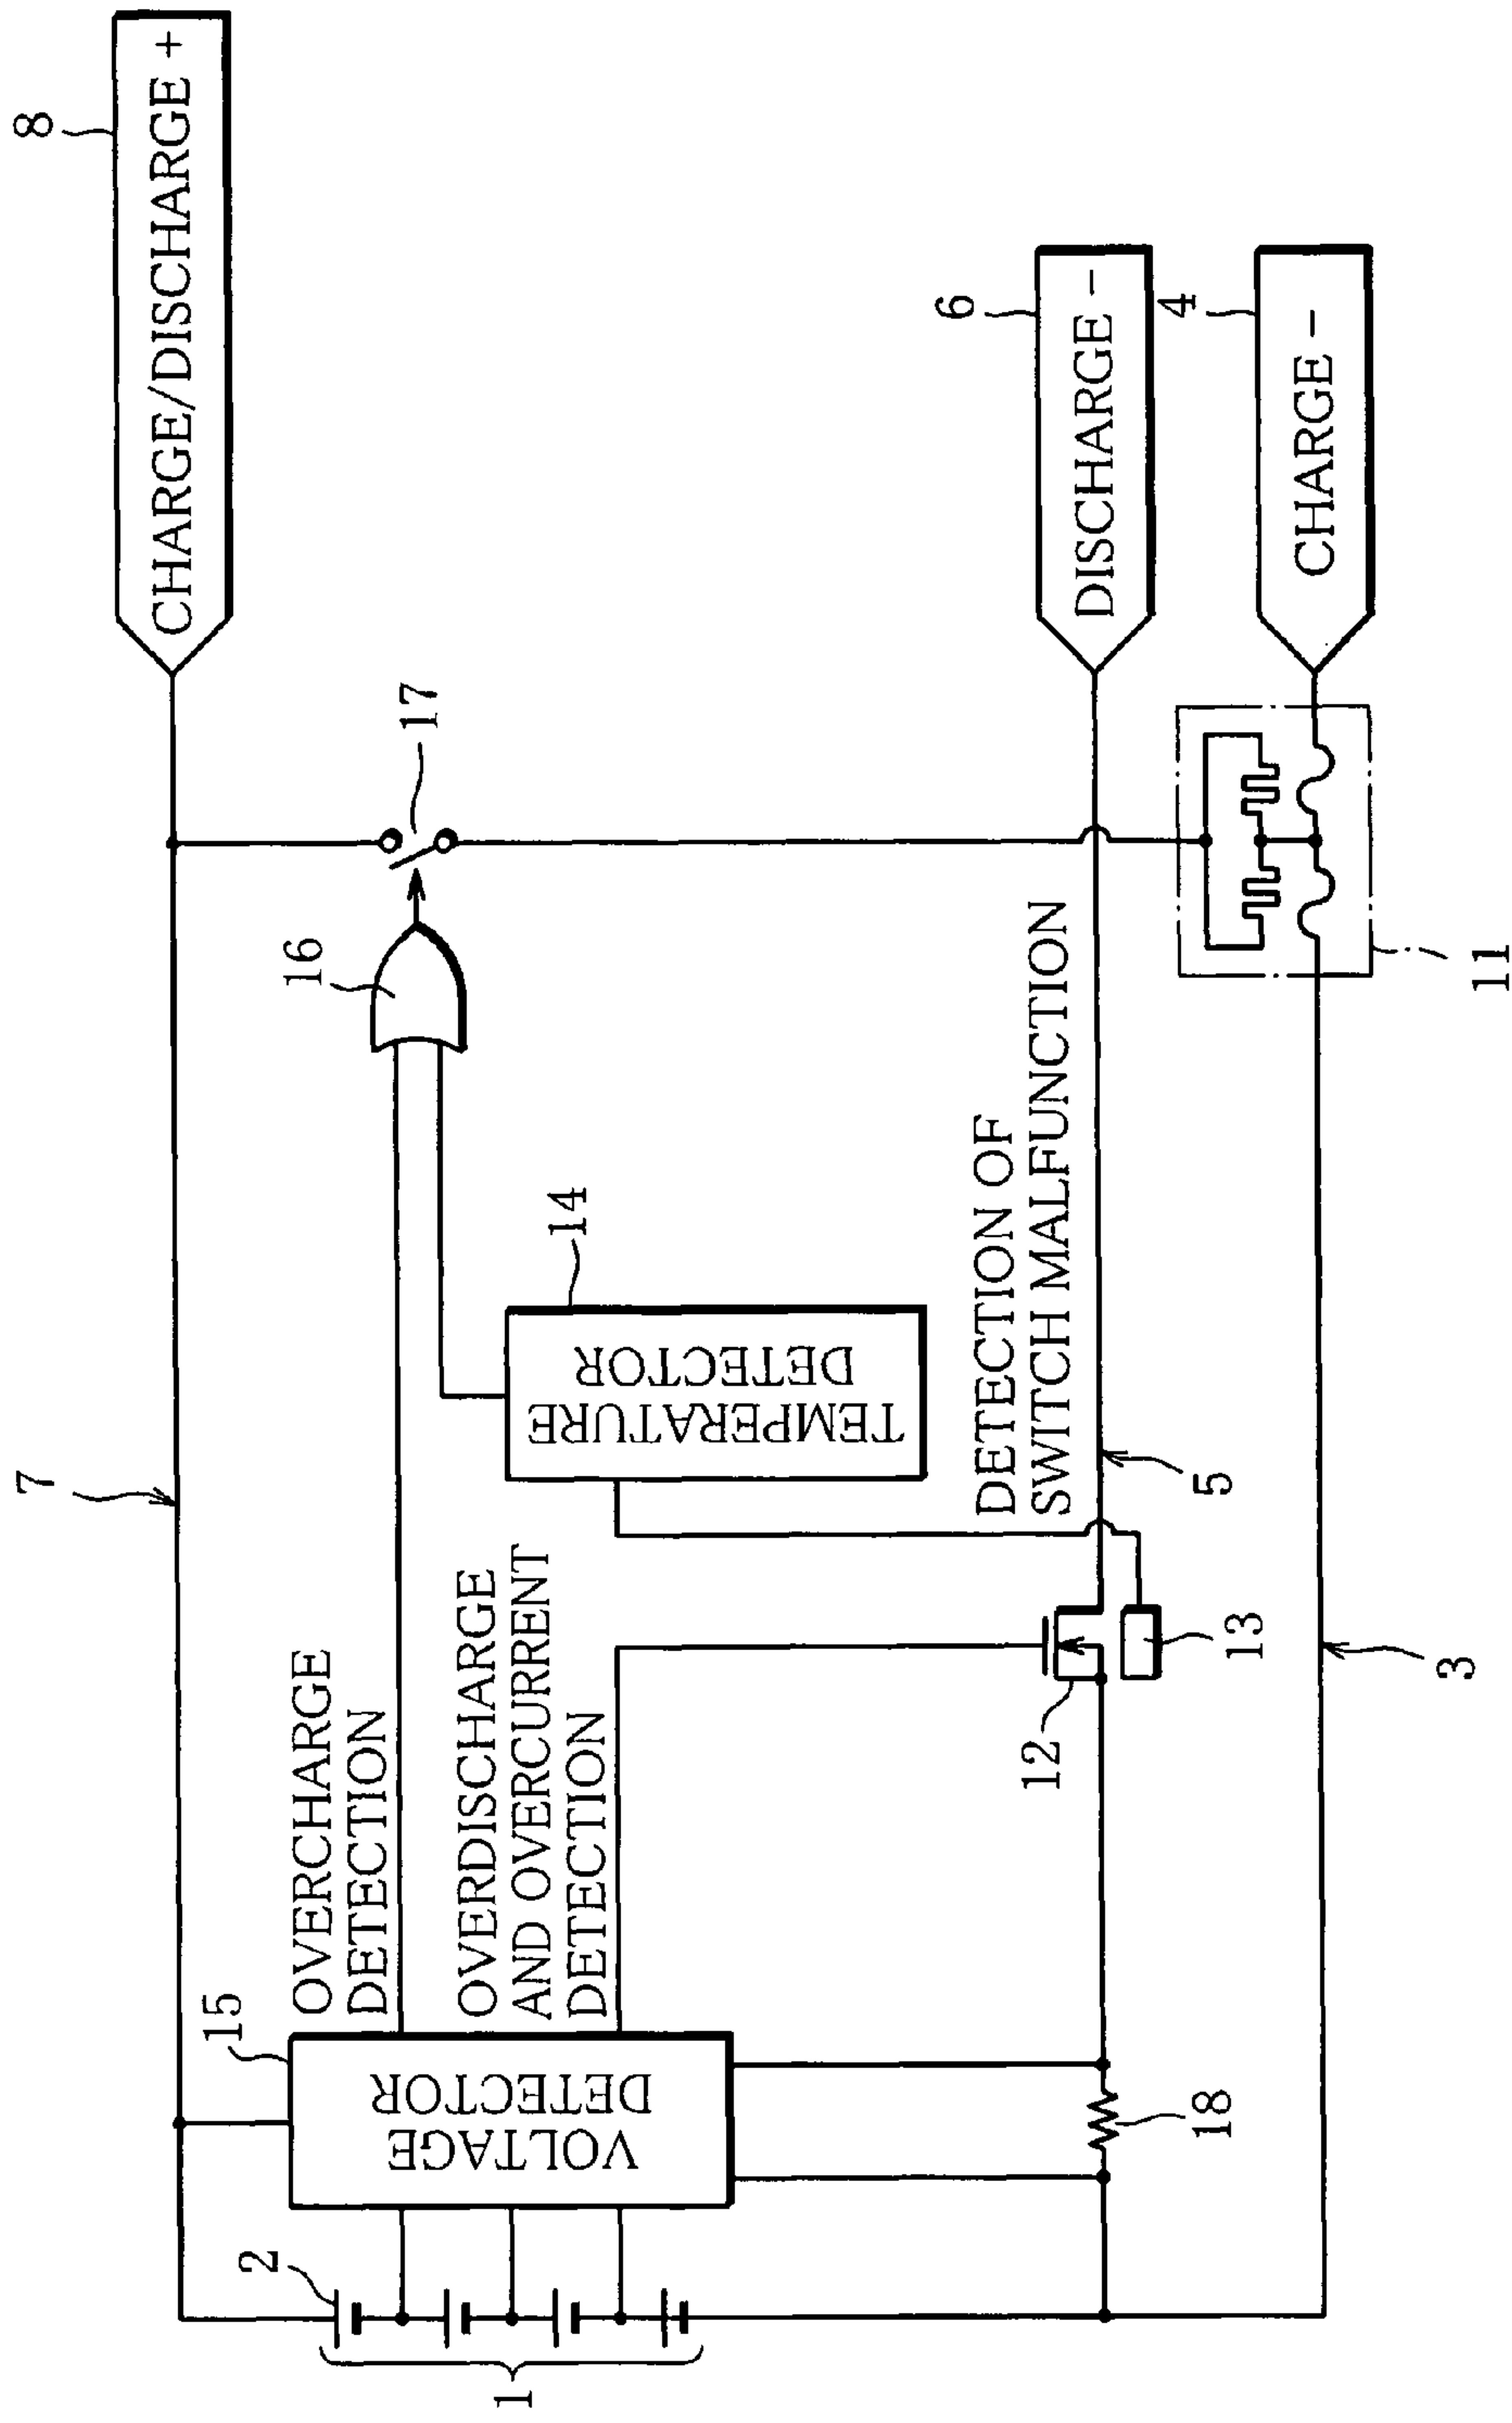 8
CHARGE/DISCHARGE +
7
17
16
OVERCHARGE
DETECTION
15
VOLTAGE
DETECTOR
OVERDISCHARGE
AND OVERCURRENT
DETECTION
14
TEMPERATURE
DETECTOR
2
1
DETECTION OF
SWITCH MALFUNCTION
6
DISCHARGE -
12
13
5
18
4
CHARGE -
11
3